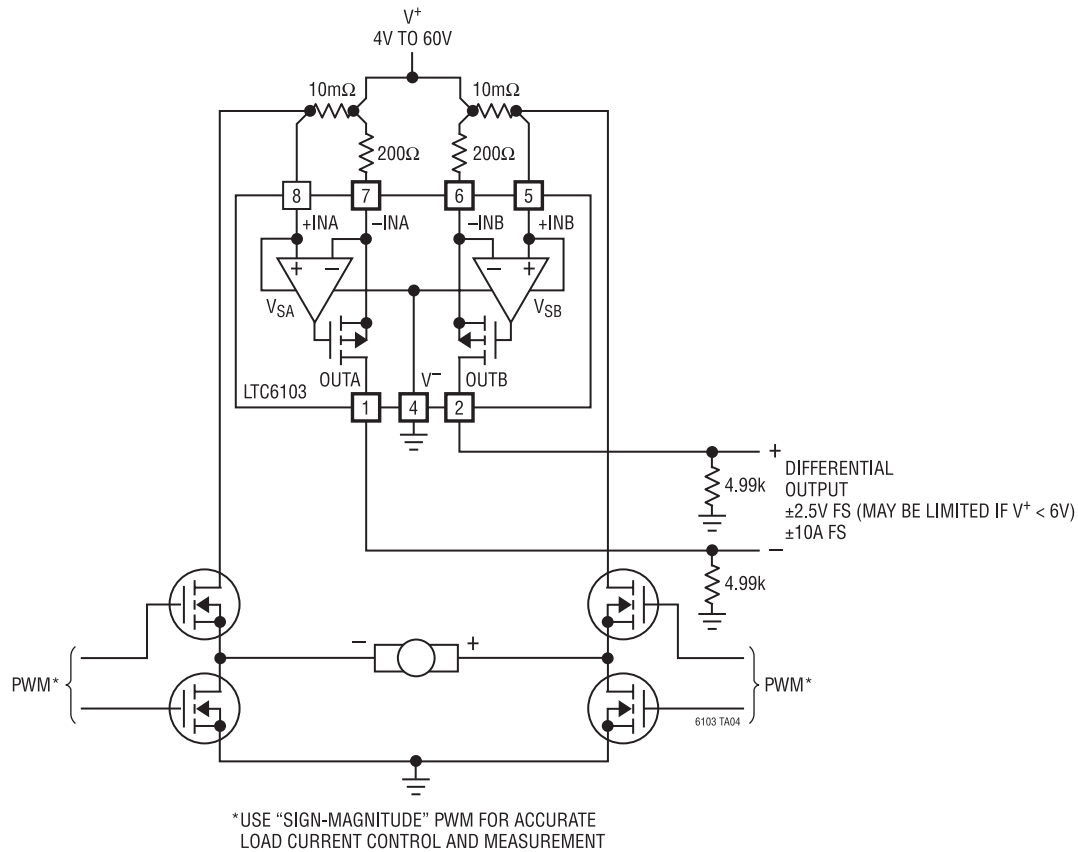 V+
4V TO 60V
10mΩ
10mΩ
200Ω
200Ω
8
7
6
5
+INA
–INA
–INB
+INB
+
–
–
+
VSA
VSB
OUTA
V–
OUTB
LTC6103
1
4
2
+
DIFFERENTIAL
OUTPUT
±2.5V FS (MAY BE LIMITED IF V+ < 6V)
±10A FS
4.99k
–
4.99k
–
+
PWM*
PWM*
6103 TA04
*USE “SIGN-MAGNITUDE” PWM FOR ACCURATE
LOAD CURRENT CONTROL AND MEASUREMENT